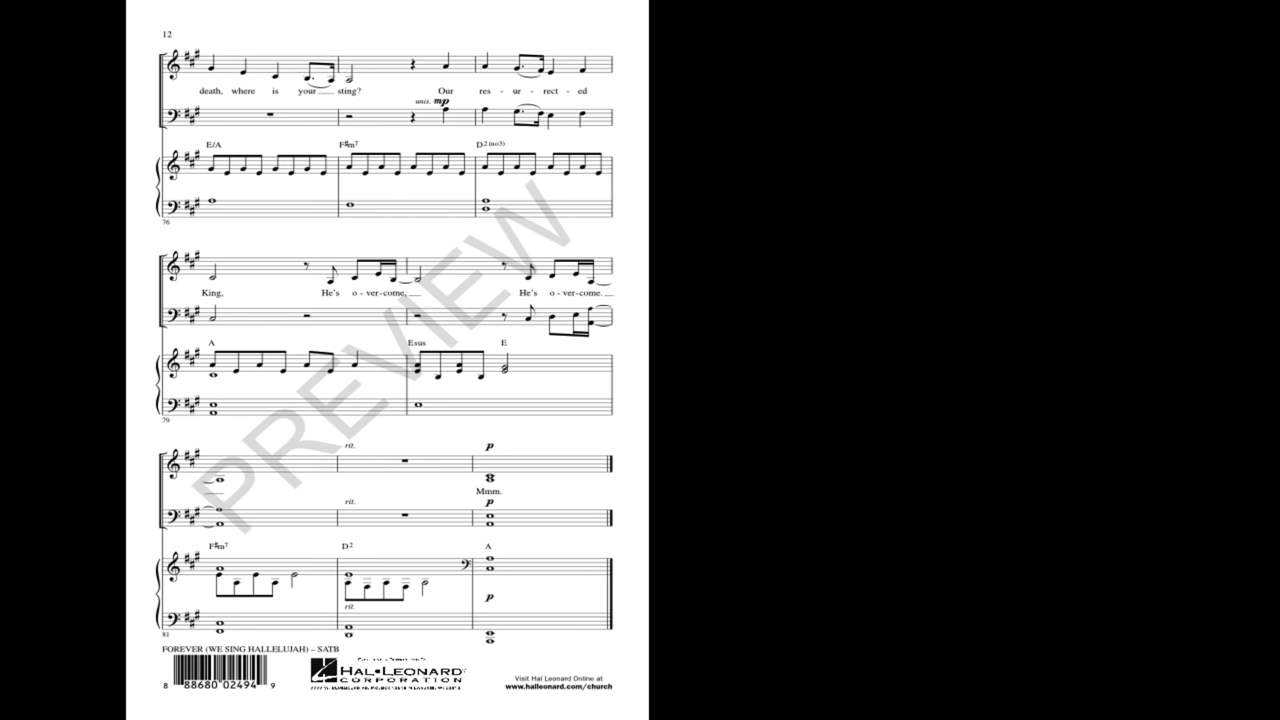 12
death, where is your sting? Our res - ur - rect - ed
unis. mp
E/A F#m7 D2(no3)
76
King, He's o - ver-come, He's o - ver-come.
A Esus E
79
rit. p
Mmm.
rit. p
F#m7 D2 A
p
rit.
81
PREVIEW
FOREVER (WE SING HALLELUJAH) – SATB
8 88680 02494 9
HAL•LEONARD
CORPORATION
Visit Hal Leonard Online at
www.halleonard.com/church